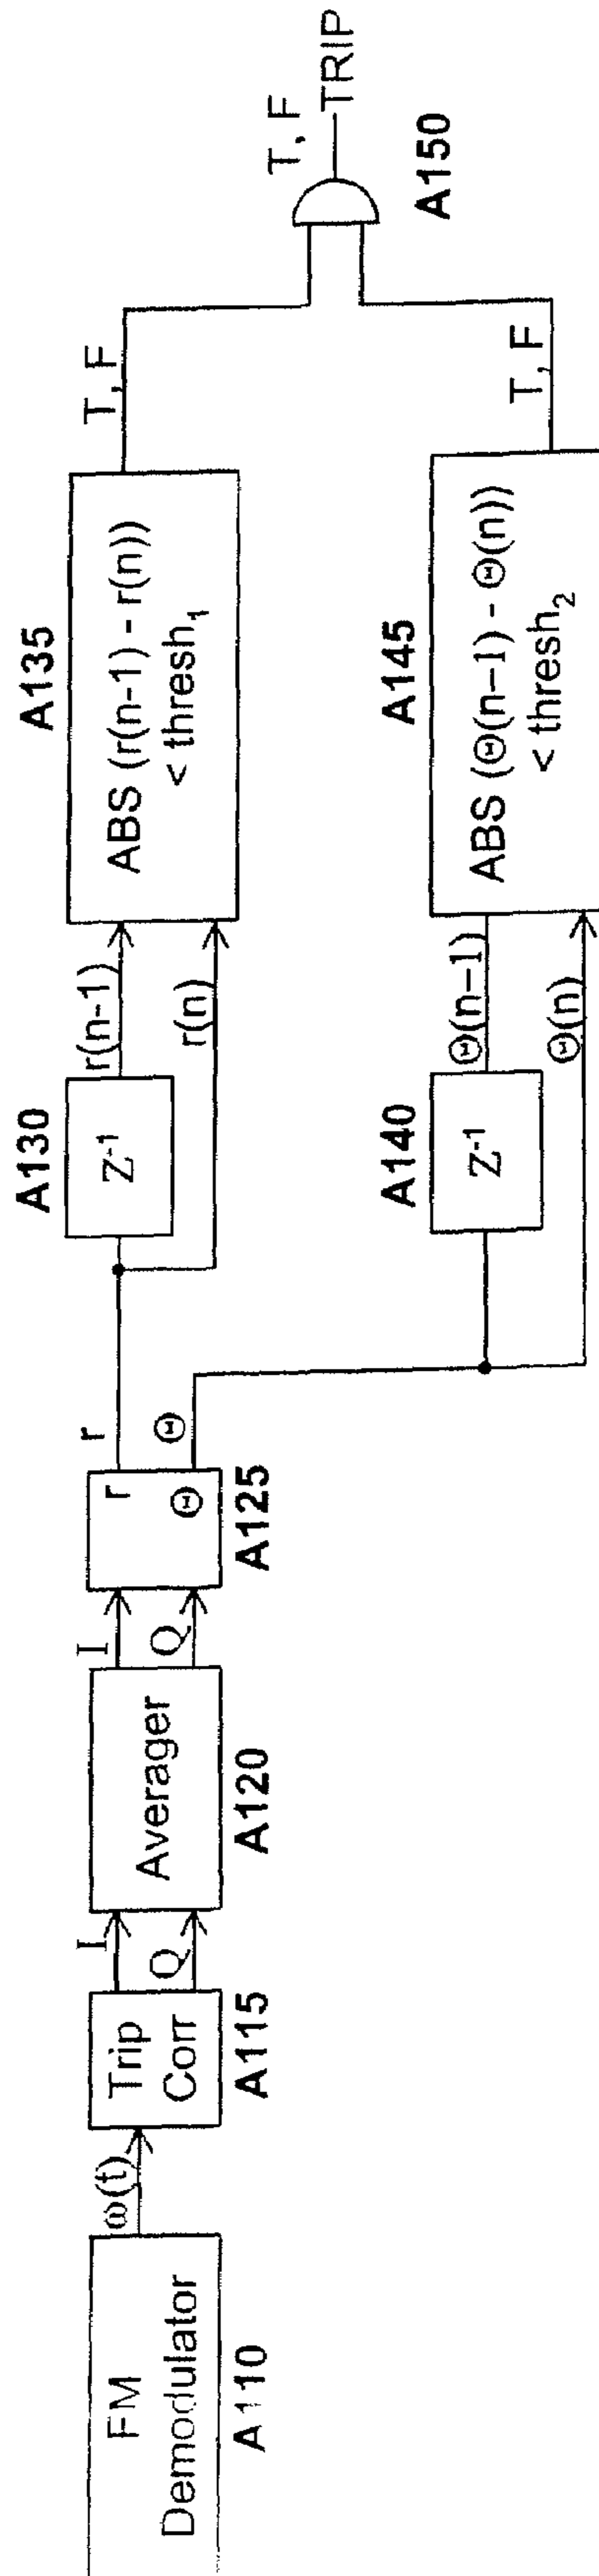 FM
Demodulator
A110
ω(t)
Trip
Corr
A115
I
Q
Averager
A120
I
Q
r
Θ
A125
r
Θ
A130
Z⁻¹
r(n-1)
r(n)
A135
ABS (r(n-1) - r(n))
< thresh₁
T, F
A140
Z⁻¹
Θ(n–1)
Θ(n)
A145
ABS (Θ(n–1) - Θ(n))
< thresh₂
T, F
T, F
TRIP
A150